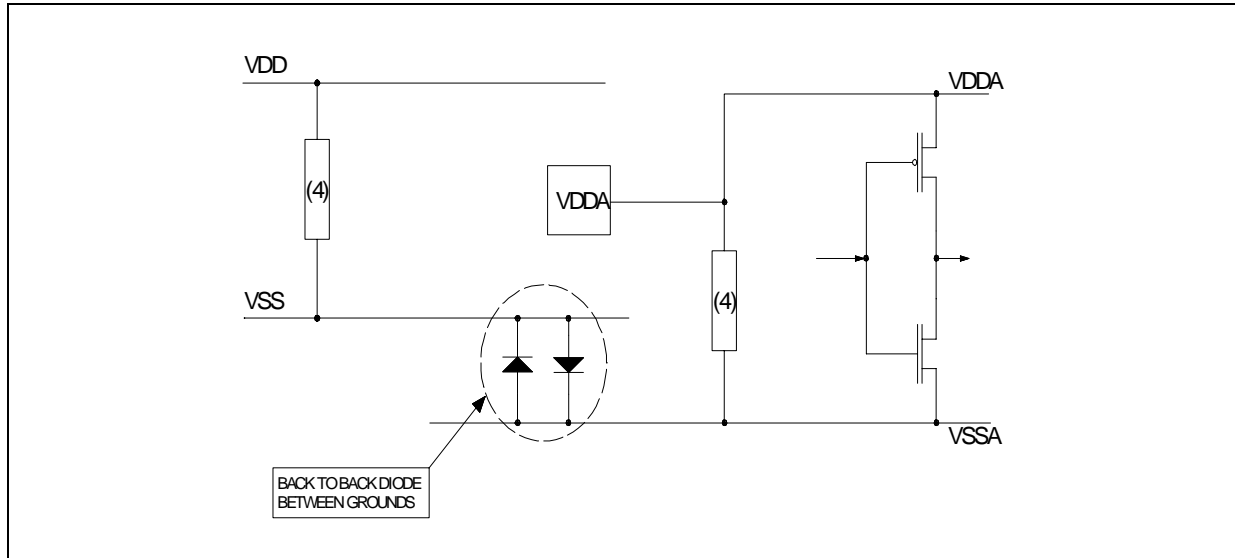 VDD
VDDA
(4)
VDDA
VSS
(4)
VSSA
BACK TO BACK DIODE
BETWEEN GROUNDS